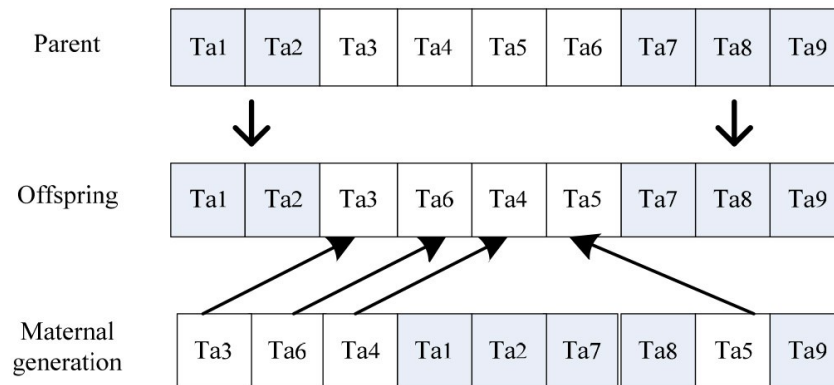 Parent Ta1 Ta2 Ta3 Ta4 Ta5 Ta6 Ta7 Ta8 Ta9
Offspring Ta1 Ta2 Ta3 Ta6 Ta4 Ta5 Ta7 Ta8 Ta9
Maternal
generation Ta3 Ta6 Ta4 Ta1 Ta2 Ta7 Ta8 Ta5 Ta9